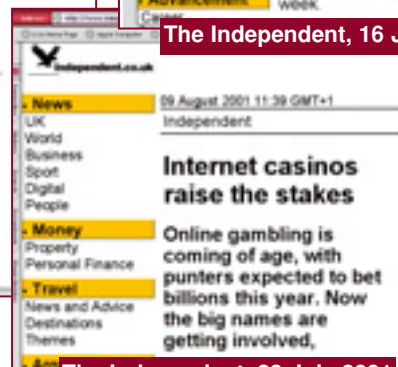 Advancement
week.
Career
The Independent, 16 J
independent.co.uk
News
UK
World
Business
Sport
Digital
People
Money
Property
Personal Finance
Travel
News and Advice
Destinations
Themes
09 August 2001 11:39 GMT+1
Independent
Internet casinos
raise the stakes
Online gambling is
coming of age, with
punters expected to bet
billions this year. Now
the big names are
getting involved,